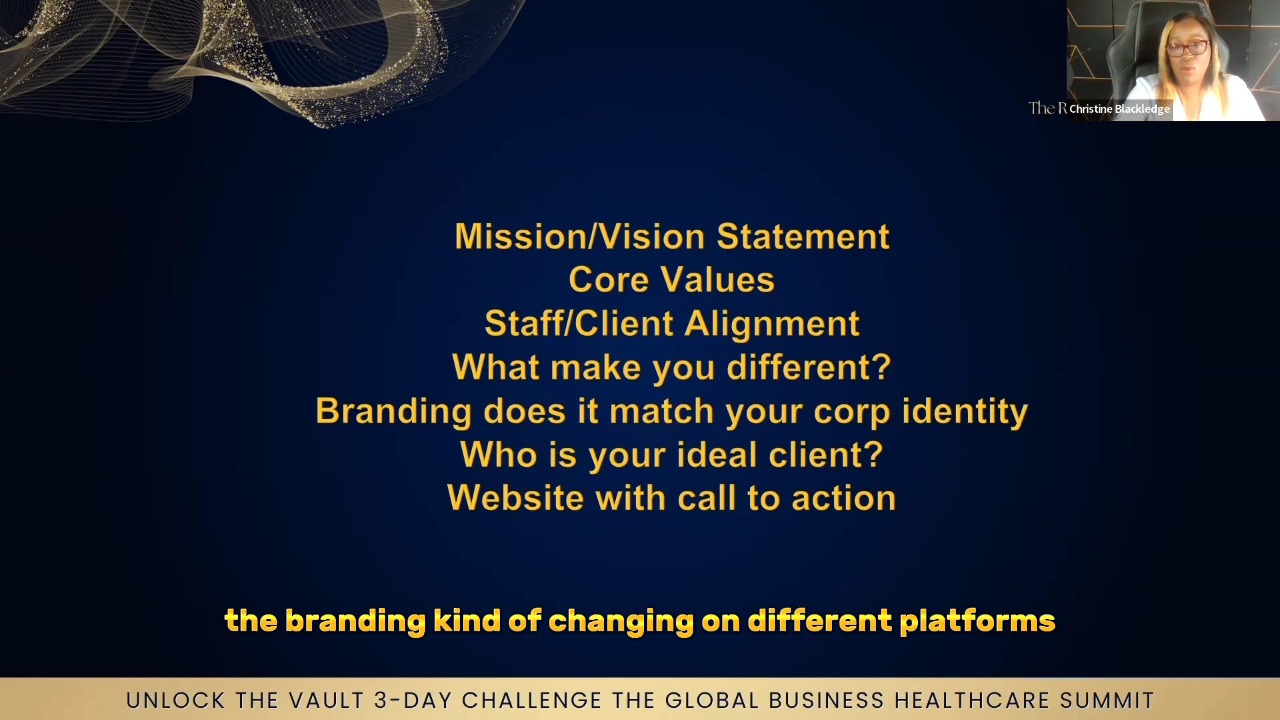 The R
Christine Blackledge
Mission/Vision Statement
Core Values
Staff/Client Alignment
What make you different?
Branding does it match your corp identity
Who is your ideal client?
Website with call to action
the branding kind of changing on different platforms
UNLOCK THE VAULT 3-DAY CHALLENGE THE GLOBAL BUSINESS HEALTHCARE SUMMIT